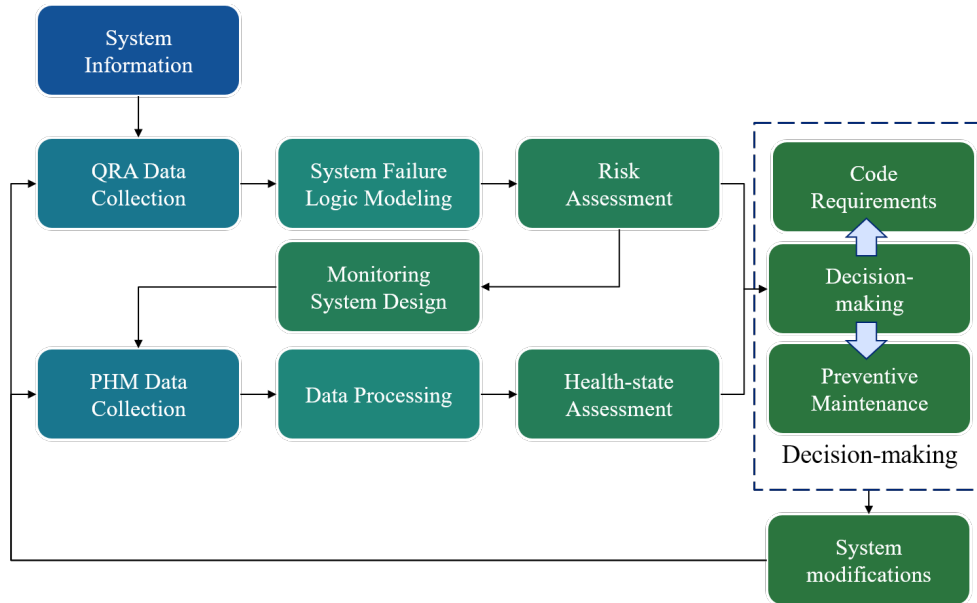 System
Information
QRA Data
Collection
System Failure
Logic Modeling
Risk
Assessment
Code
Requirements
Monitoring
System Design
Decision-
making
PHM Data
Collection
Data Processing
Health-state
Assessment
Preventive
Maintenance
Decision-making
System
modifications